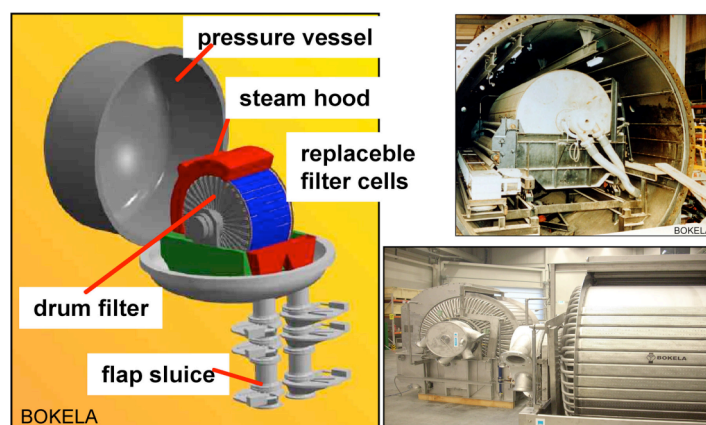 pressure vessel
steam hood
replaceble
filter cells
drum filter
flap sluice
BOKELA
BOKELA
BOKELA